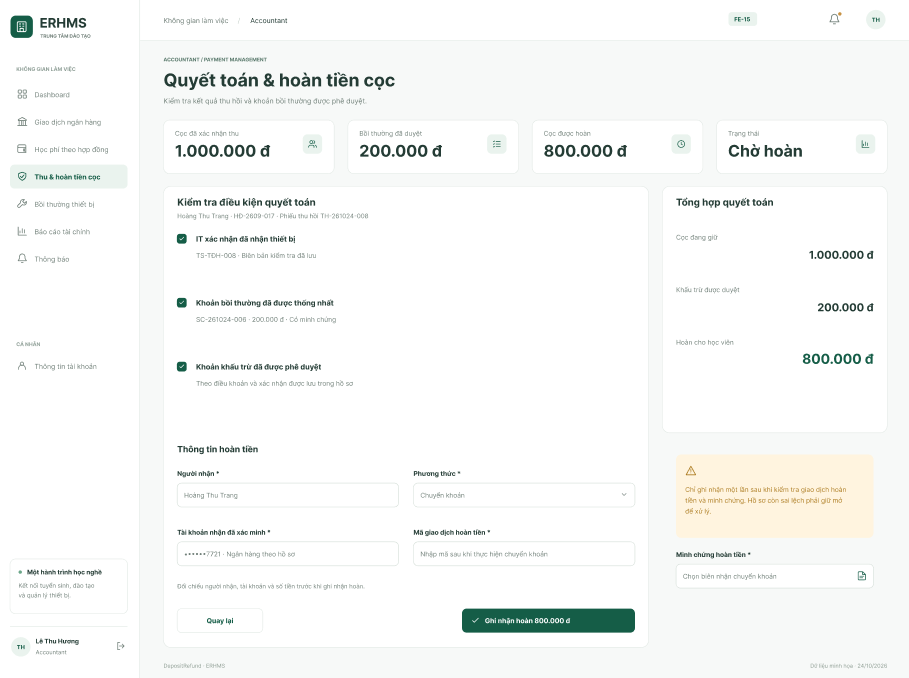 ERHMS
TRUNG TÂM ĐÀO TẠO
KHÔNG GIAN LÀM VIỆC
Dashboard
Giao dịch ngân hàng
Học phí theo hợp đồng
Thu & hoàn tiền cọc
Bồi thường thiết bị
Báo cáo tài chính
Thông báo
CÁ NHÂN
Thông tin tài khoản
Một hành trình học nghề
Kết nối tuyển sinh, đào tạo
và quản lý thiết bị.
TH
Lê Thu Hương
Accountant
Không gian làm việc / Accountant
FE-15
TH
ACCOUNTANT / PAYMENT MANAGEMENT
Quyết toán & hoàn tiền cọc
Kiểm tra kết quả thu hồi và khoản bồi thường được phê duyệt.
Cọc đã xác nhận thu
1.000.000 đ
Bồi thường đã duyệt
200.000 đ
Cọc được hoàn
800.000 đ
Trạng thái
Chờ hoàn
Kiểm tra điều kiện quyết toán
Hoàng Thu Trang · HĐ-2609-017 · Phiếu thu hồi TH-261024-008
IT xác nhận đã nhận thiết bị
TS-TĐH-008 · Biên bản kiểm tra đã lưu
Khoản bồi thường đã được thống nhất
SC-261024-006 · 200.000 đ · Có minh chứng
Khoản khấu trừ đã được phê duyệt
Theo điều khoản và xác nhận được lưu trong hồ sơ
Thông tin hoàn tiền
Người nhận *
Hoàng Thu Trang
Phương thức *
Chuyển khoản
Tài khoản nhận đã xác minh *
••••••7721 · Ngân hàng theo hồ sơ
Mã giao dịch hoàn tiền *
Nhập mã sau khi thực hiện chuyển khoản
Đối chiếu người nhận, tài khoản và số tiền trước khi ghi nhận hoàn.
Quay lại
Ghi nhận hoàn 800.000 đ
Tổng hợp quyết toán
Cọc đang giữ
1.000.000 đ
Khấu trừ được duyệt
200.000 đ
Hoàn cho học viên
800.000 đ
Chỉ ghi nhận một lần sau khi kiểm tra giao dịch hoàn
tiền và minh chứng. Hồ sơ còn sai lệch phải giữ mở
để xử lý.
Minh chứng hoàn tiền *
Chọn biên nhận chuyển khoản
DepositRefund · ERHMS
Dữ liệu minh họa · 24/10/2026